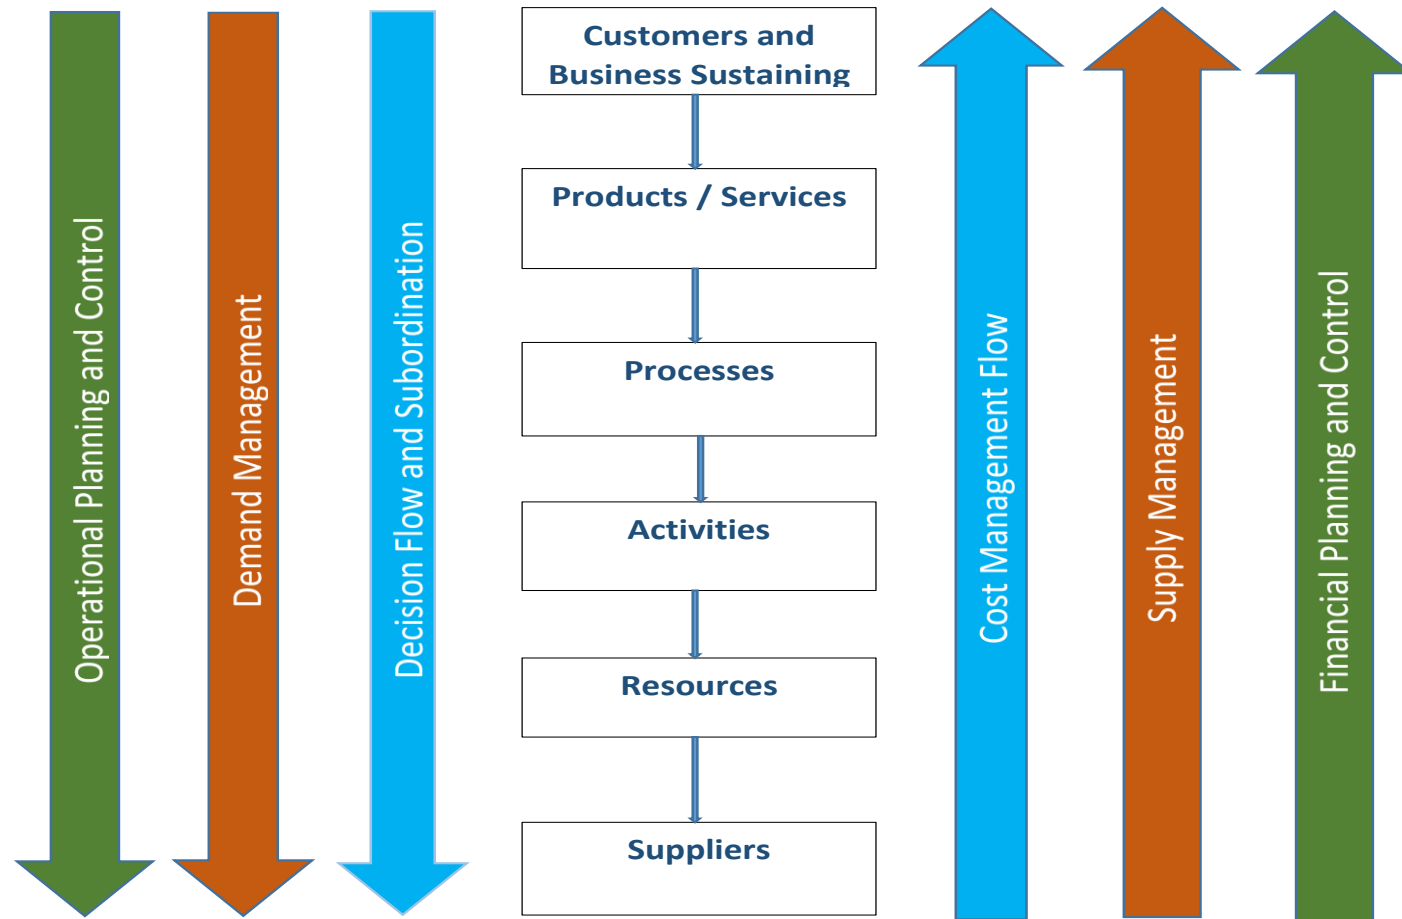 Operational Planning and Control
Demand Management
Decision Flow and Subordination
Customers and
Business Sustaining
Products / Services
Processes
Activities
Resources
Suppliers
Cost Management Flow
Supply Management
Financial Planning and Control